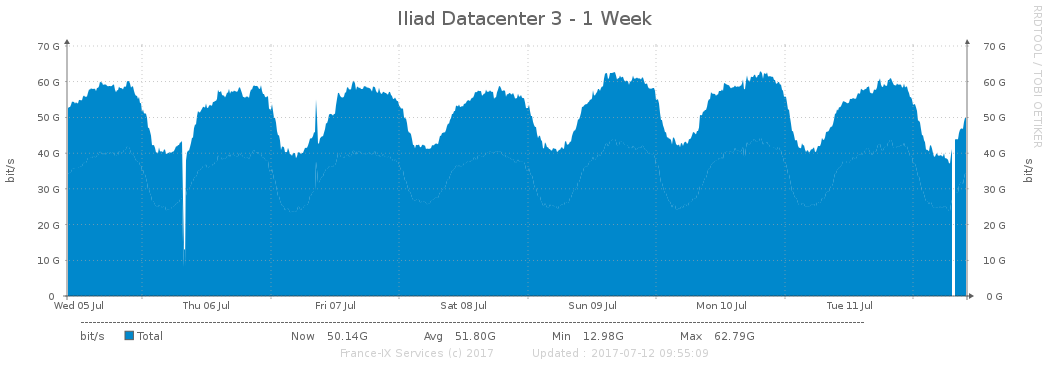 Iliad Datacenter 3 - 1 Week
RRDTOOL / TOBI OETIKER
70 G 70 G
60 G 60 G
50 G 50 G
40 G 40 G
30 G 30 G
20 G 20 G
10 G 10 G
0 0 G
bit/s
bit/s
Wed 05 Jul Thu 06 Jul Fri 07 Jul Sat 08 Jul Sun 09 Jul Mon 10 Jul Tue 11 Jul
bit/s Total Now 50.14G Avg 51.80G Min 12.98G Max 62.79G
France-IX Services (c) 2017 Updated : 2017-07-12 09:55:09